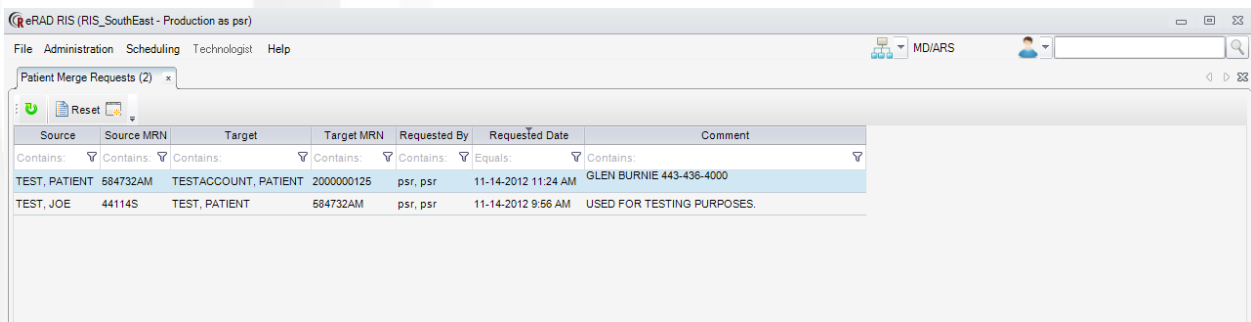 eRAD RIS (RIS_SouthEast - Production as psr)
File Administration Scheduling Technologist Help MD/ARS
Patient Merge Requests (2) x
Reset
Source Source MRN Target Target MRN Requested By Requested Date Comment
Contains: Contains: Contains: Contains: Contains: Equals: Contains:
TEST, PATIENT 584732AM TESTACCOUNT, PATIENT 2000000125 psr, psr 11-14-2012 11:24 AM GLEN BURNIE 443-436-4000
TEST, JOE 44114S TEST, PATIENT 584732AM psr, psr 11-14-2012 9:56 AM USED FOR TESTING PURPOSES.